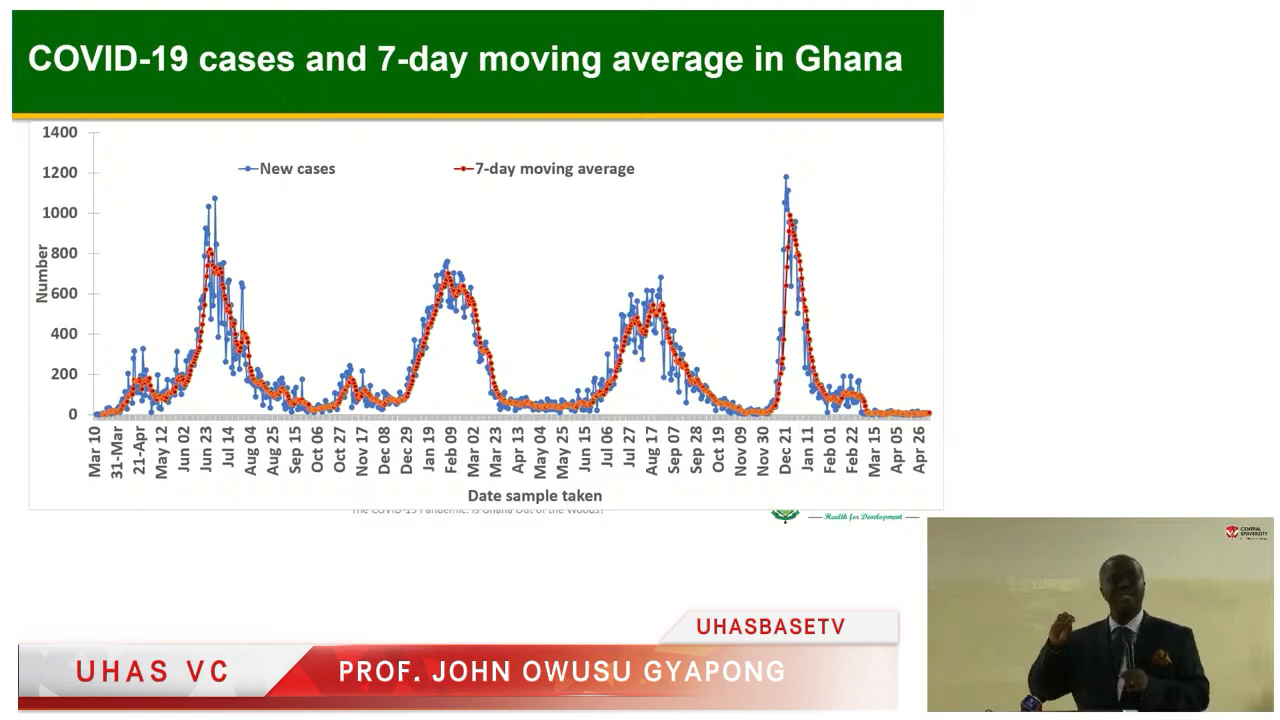 COVID-19 cases and 7-day moving average in Ghana
1400
1200
1000
800
600
400
200
0
Number
New cases
7-day moving average
Mar 10
31-Mar
21-Apr
May 12
Jun 02
Jun 23
Jul 14
Aug 04
Aug 25
Sep 15
Oct 06
Oct 27
Nov 17
Dec 08
Dec 29
Jan 19
Feb 09
Mar 02
Mar 23
Apr 13
May 04
May 25
Jun 15
Jul 06
Jul 27
Aug 17
Sep 07
Sep 28
Oct 19
Nov 09
Nov 30
Dec 21
Jan 11
Feb 01
Feb 22
Mar 15
Apr 05
Apr 26
Date sample taken
The COVID-19 Pandemic: Is Ghana Out of the Woods?
Health for Development
CENTRAL
UNIVERSITY
UHASBASETV
UHAS VC
PROF. JOHN OWUSU GYAPONG